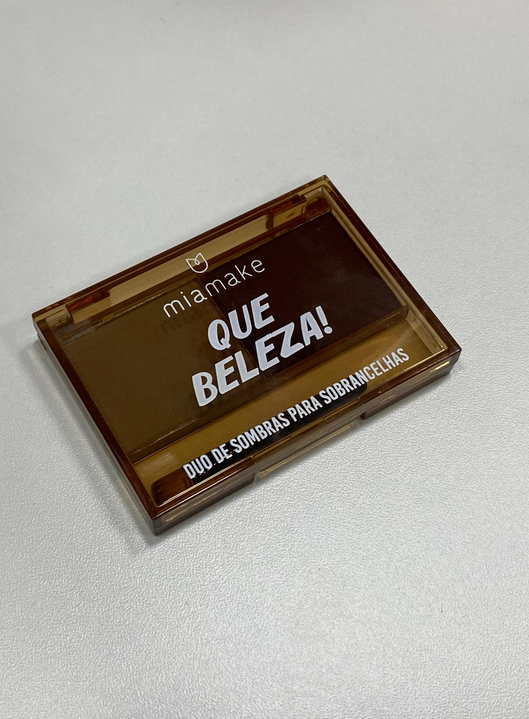 miamake
QUE
BELEZA!
DUO DE SOMBRAS PARA SOBRANCELHAS